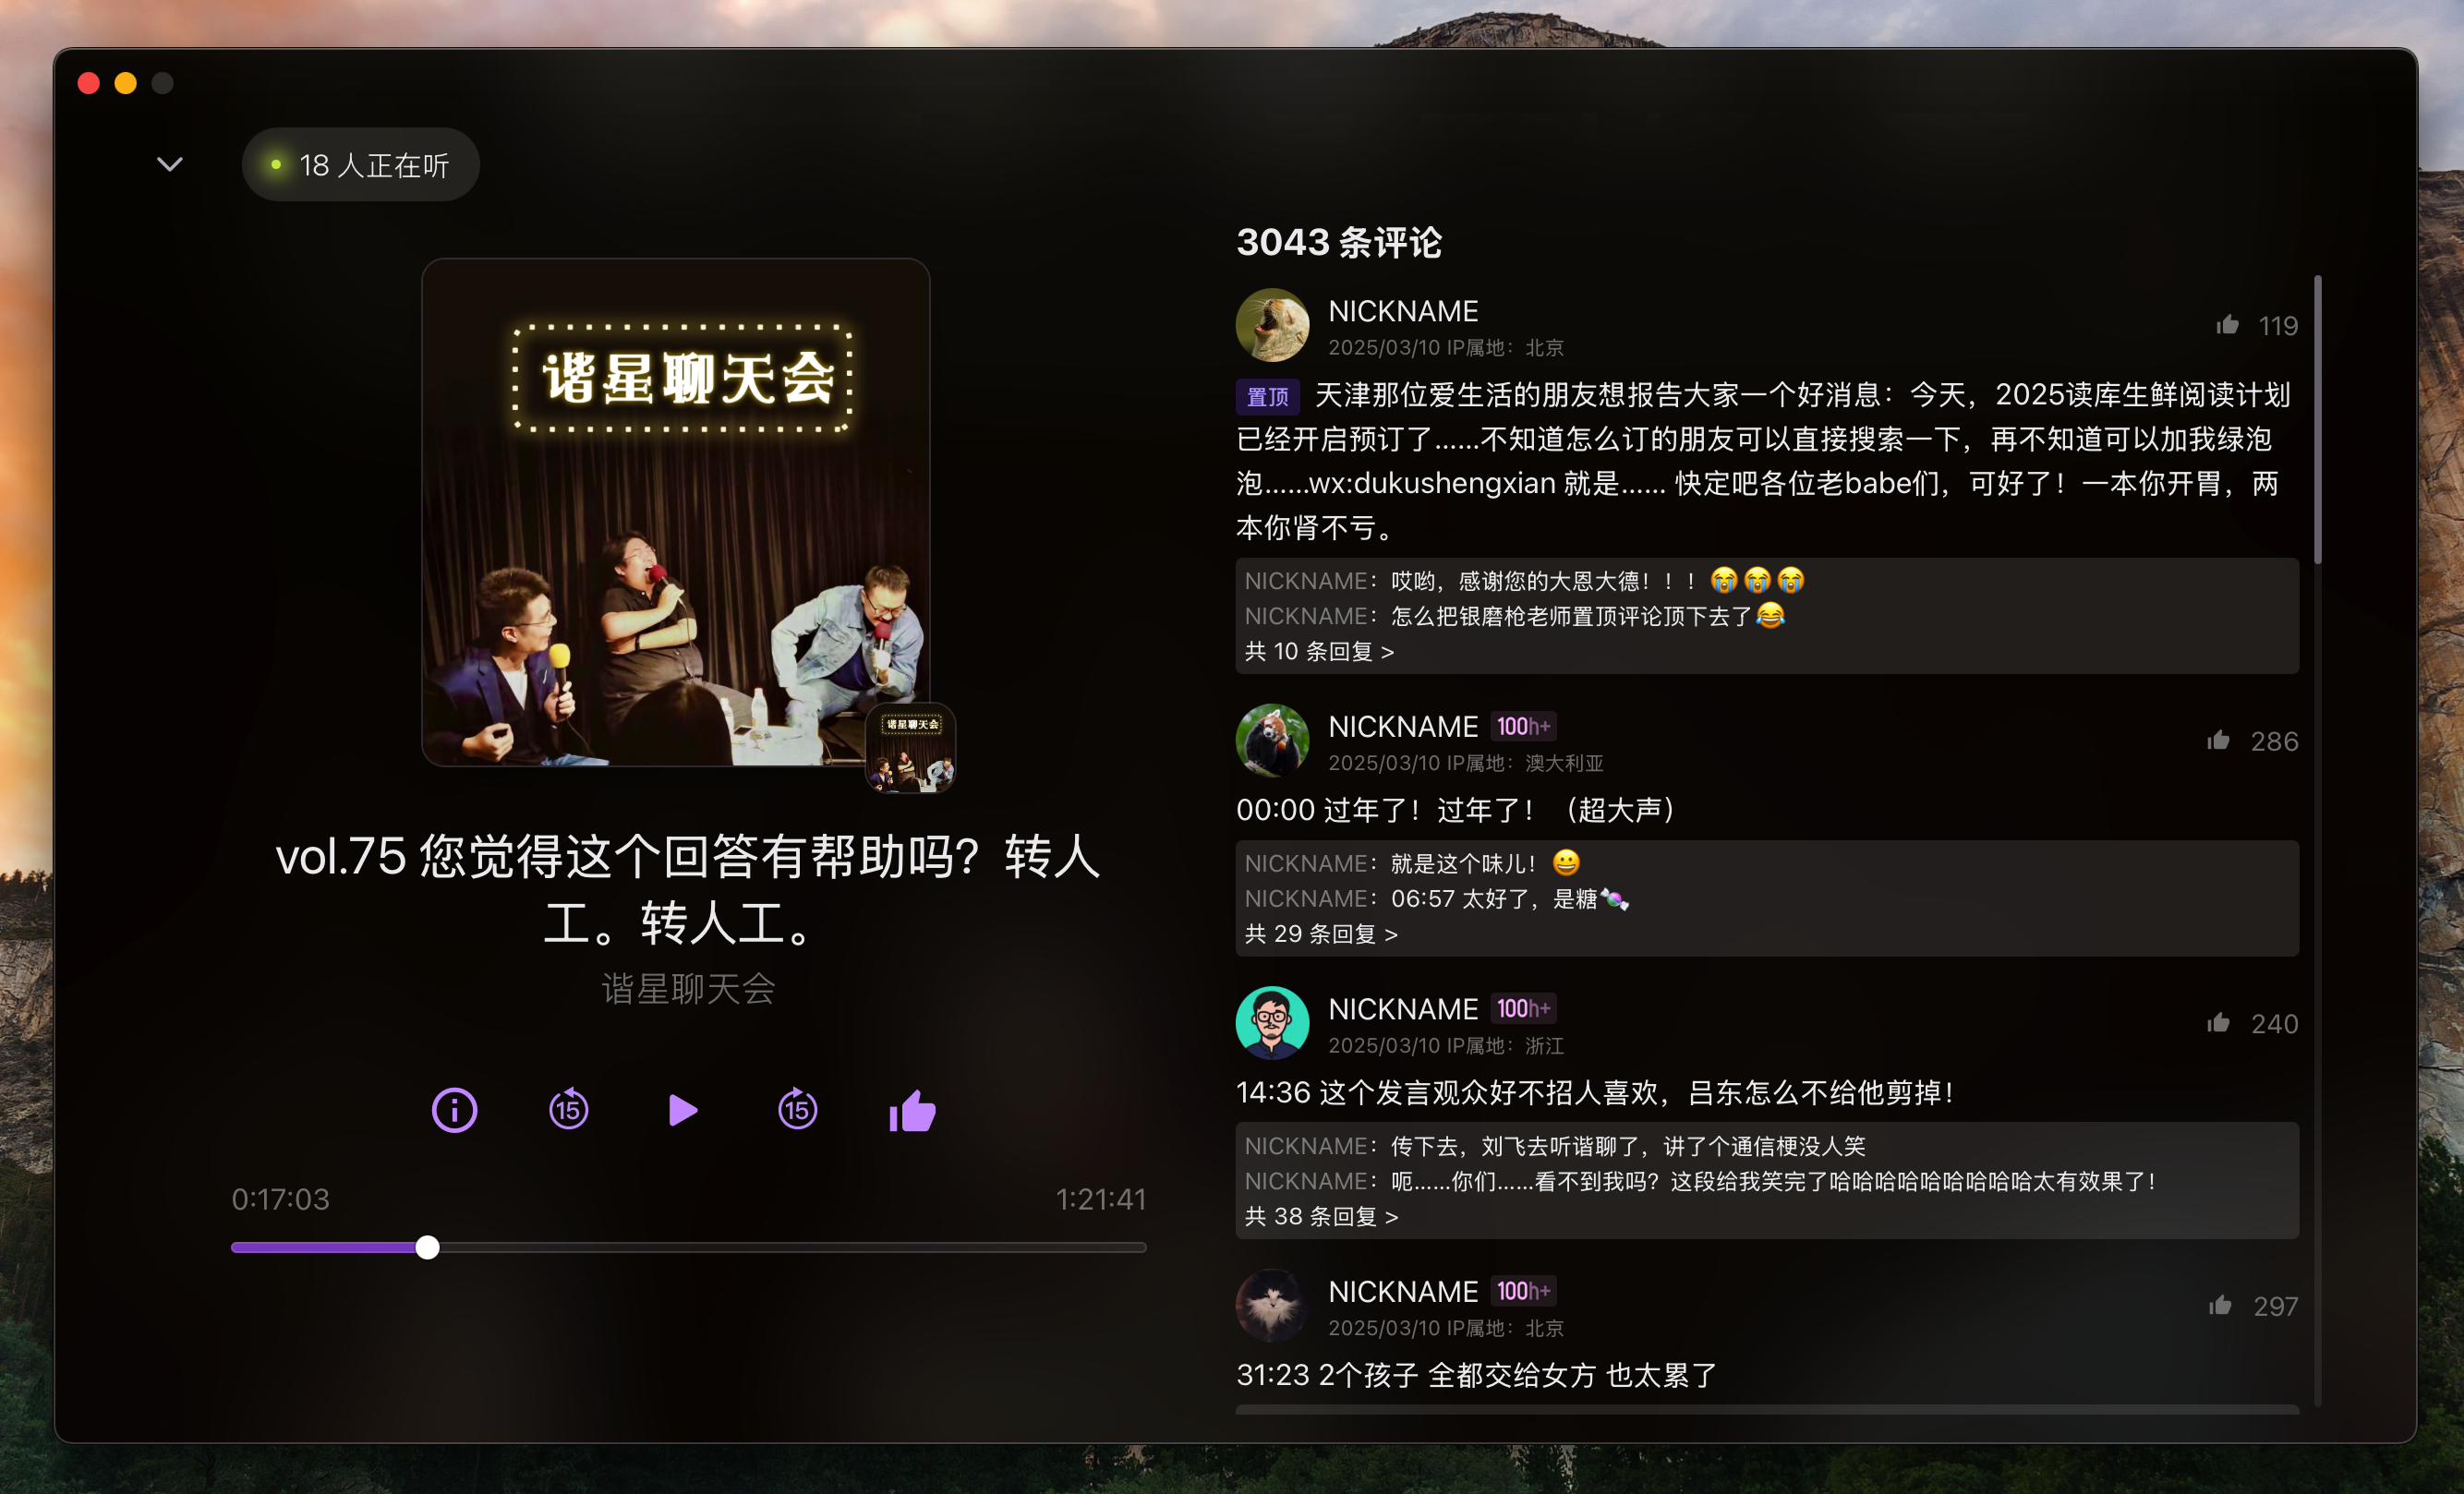 18 人正在听
谐星聊天会
谐星聊天会
vol.75 您觉得这个回答有帮助吗？转人
工。转人工。
谐星聊天会
15
15
0:17:03
1:21:41
3043 条评论
NICKNAME
2025/03/10 IP属地：北京
119
置顶 天津那位爱生活的朋友想报告大家一个好消息：今天，2025读库生鲜阅读计划
已经开启预订了......不知道怎么订的朋友可以直接搜索一下，再不知道可以加我绿泡
泡......wx:dukushengxian 就是...... 快定吧各位老babe们，可好了！一本你开胃，两
本你肾不亏。
NICKNAME：哎哟，感谢您的大恩大德！！！😭😭😭
NICKNAME：怎么把银磨枪老师置顶评论顶下去了😂
共 10 条回复 >
NICKNAME 100h+
2025/03/10 IP属地：澳大利亚
286
00:00 过年了！过年了！（超大声）
NICKNAME：就是这个味儿！😀
NICKNAME：06:57 太好了，是糖🍬
共 29 条回复 >
NICKNAME 100h+
2025/03/10 IP属地：浙江
240
14:36 这个发言观众好不招人喜欢，吕东怎么不给他剪掉！
NICKNAME：传下去，刘飞去听谐聊了，讲了个通信梗没人笑
NICKNAME：呃......你们......看不到我吗？这段给我笑完了哈哈哈哈哈哈哈哈哈太有效果了！
共 38 条回复 >
NICKNAME 100h+
2025/03/10 IP属地：北京
297
31:23 2个孩子 全都交给女方 也太累了